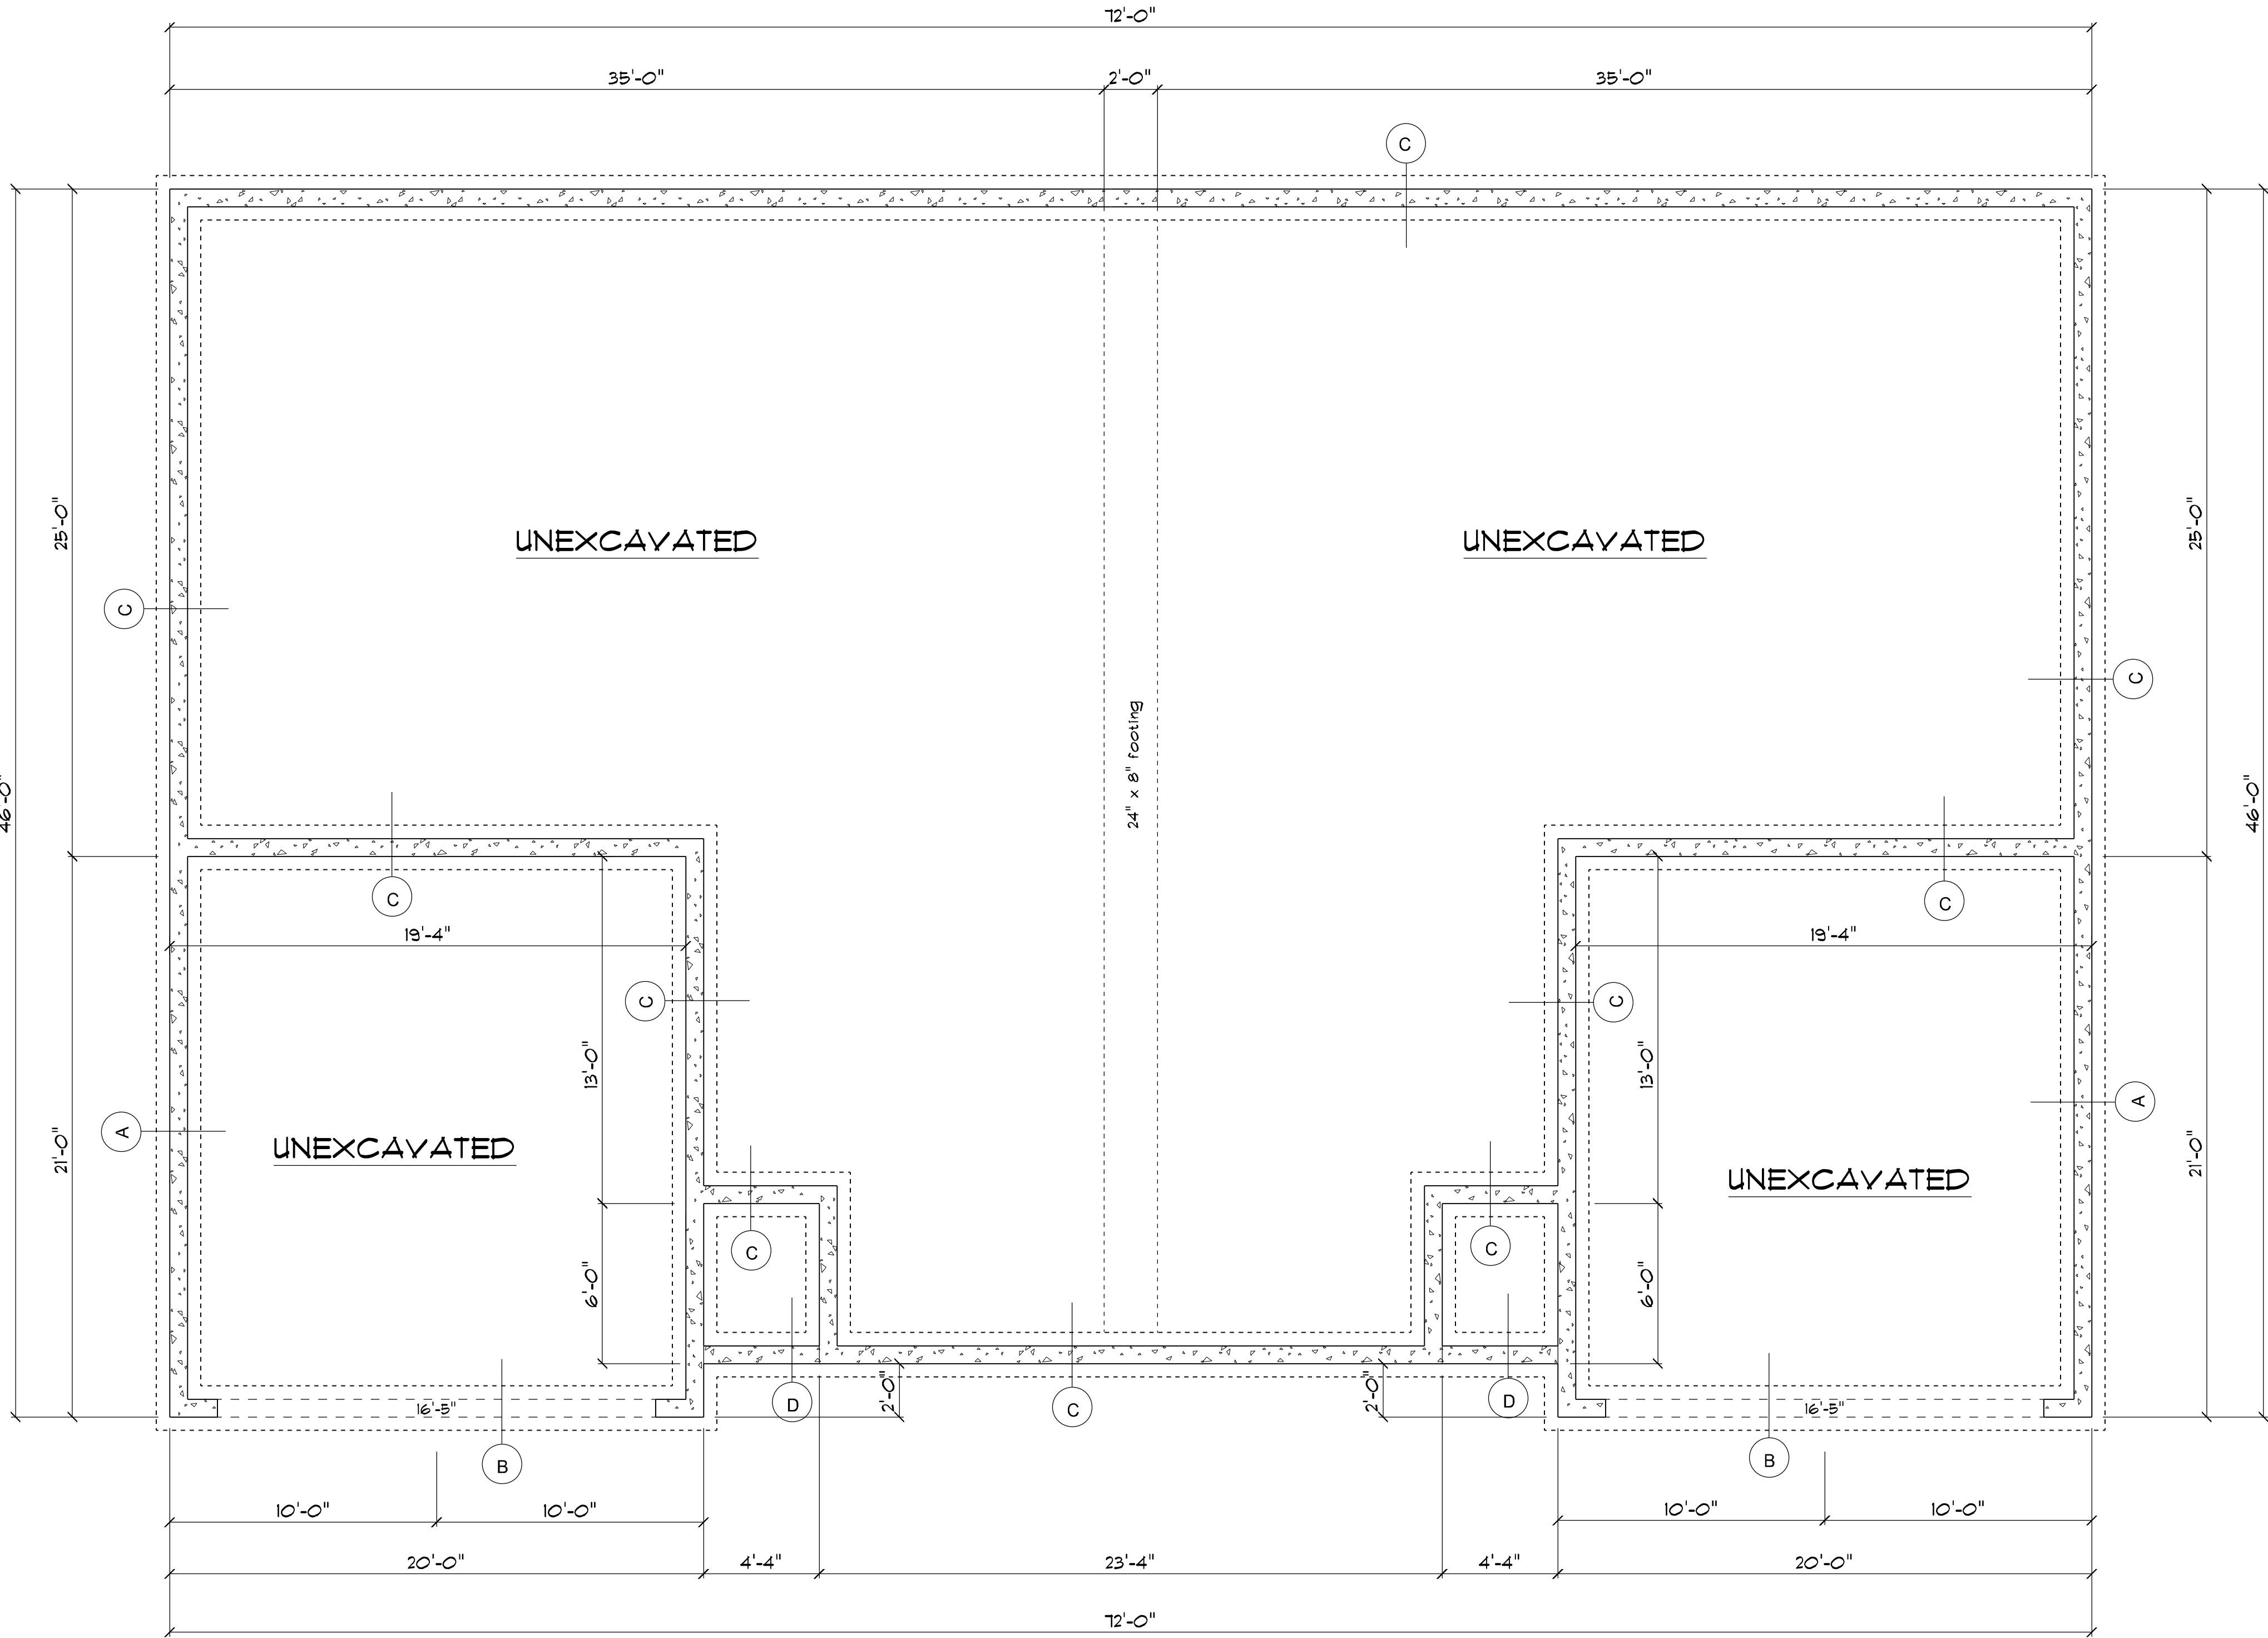 72'-0"
35'-0" 2'-0" 35'-0"
C
UNEXCAVATED UNEXCAVATED
25'-0" 25'-0"
C
C
24" x 8" footing
46'-0" 46'-0"
C C
19'-4" 19'-4"
C C
13'-0" 13'-0"
A A
21'-0" 21'-0"
UNEXCAVATED
UNEXCAVATED
C C
6'-0" 6'-0"
2'-0" 2'-0"
D C D
16'-5" 16'-5"
B B
10'-0" 10'-0" 10'-0" 10'-0"
20'-0" 4'-4" 23'-4" 4'-4" 20'-0"
72'-0"